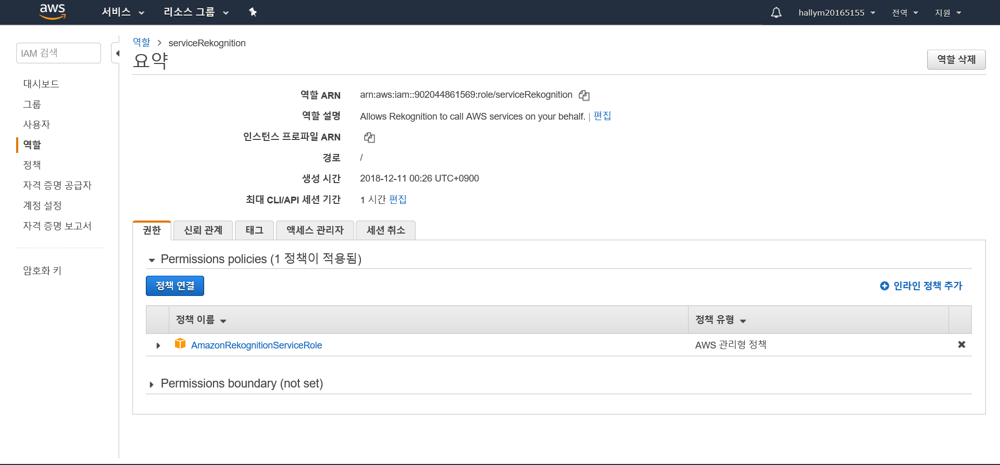 aws 서비스 리소스 그룹 hallym20165155 전역 지원
IAM 검색
대시보드
그룹
사용자
역할
정책
자격 증명 공급자
계정 설정
자격 증명 보고서
암호화 키
역할 > serviceRekognition
요약
역할 삭제
역할 ARN arn:aws:iam::902044861569:role/serviceRekognition
역할 설명 Allows Rekognition to call AWS services on your behalf. | 편집
인스턴스 프로파일 ARN
경로 /
생성 시간 2018-12-11 00:26 UTC+0900
최대 CLI/API 세션 기간 1 시간 편집
권한 신뢰 관계 태그 액세스 관리자 세션 취소
Permissions policies (1 정책이 적용됨)
정책 연결 인라인 정책 추가
정책 이름 정책 유형
AmazonRekognitionServiceRole AWS 관리형 정책
Permissions boundary (not set)